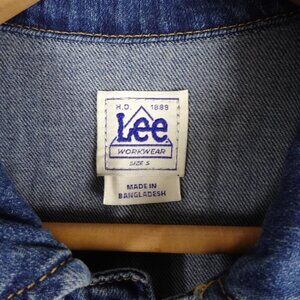 H.D. 1889
Lee
WORKWEAR
SIZE S
MADE IN
BANGLADESH